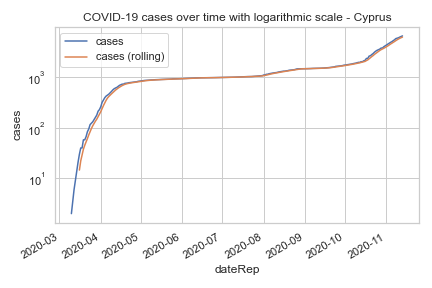 COVID-19 cases over time with logarithmic scale - Cyprus
cases
cases (rolling)
10³
10²
10¹
cases
2020-03
2020-04
2020-05
2020-06
2020-07
2020-08
2020-09
2020-10
2020-11
dateRep